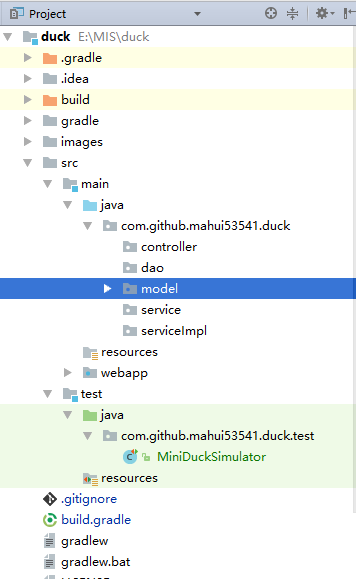 Project
duck E:\MIS\duck
.gradle
.idea
build
gradle
images
src
main
java
com.github.mahui53541.duck
controller
dao
model
service
serviceImpl
resources
webapp
test
java
com.github.mahui53541.duck.test
MiniDuckSimulator
resources
.gitignore
build.gradle
gradlew
gradlew.bat